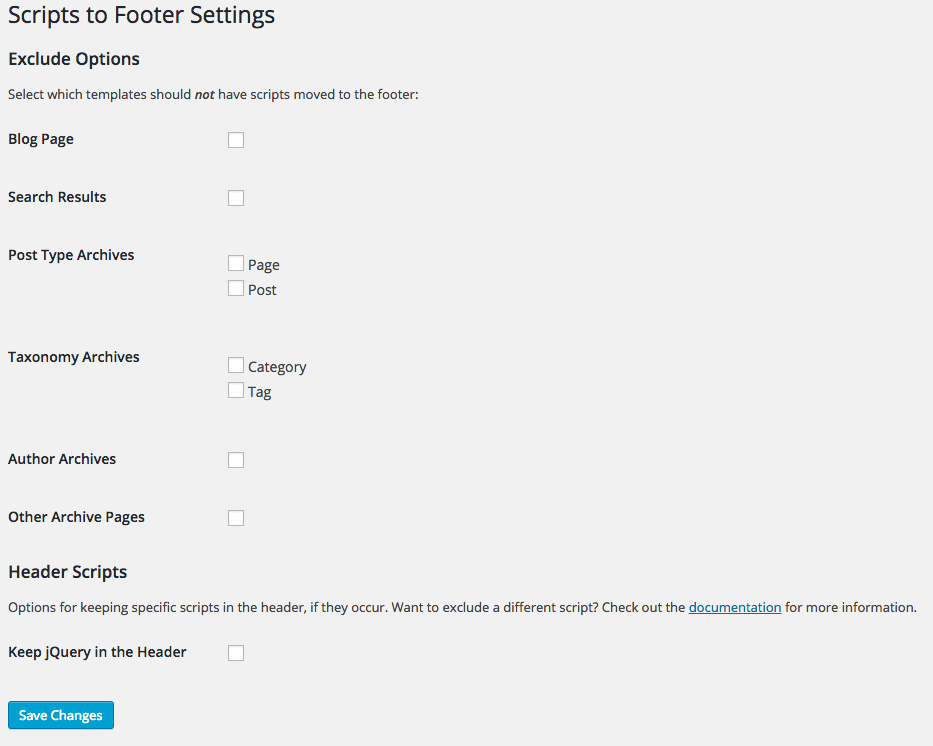 Scripts to Footer Settings
Exclude Options
Select which templates should not have scripts moved to the footer:
Blog Page
Search Results
Post Type Archives
Page
Post
Taxonomy Archives
Category
Tag
Author Archives
Other Archive Pages
Header Scripts
Options for keeping specific scripts in the header, if they occur. Want to exclude a different script? Check out the documentation for more information.
Keep jQuery in the Header
Save Changes